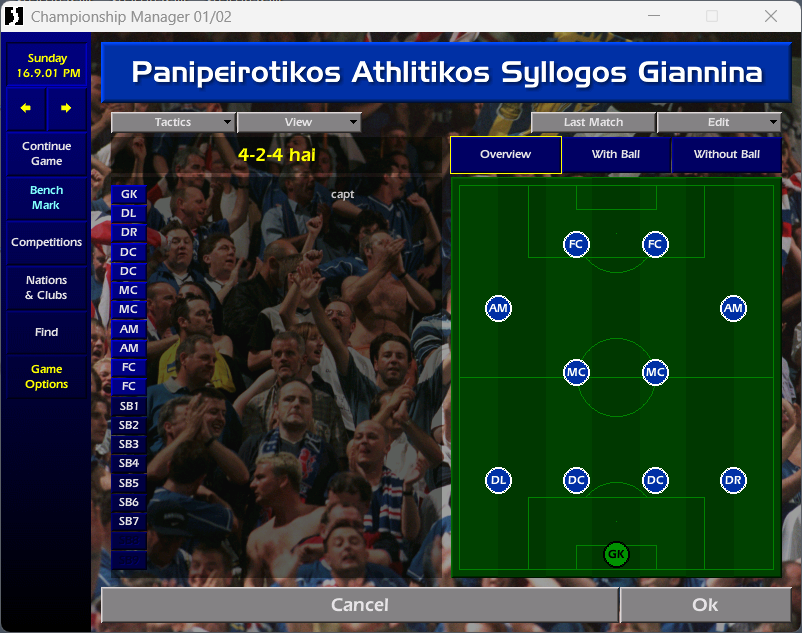 Championship Manager 01/02
Sunday
16.9.01 PM
Continue
Game
Bench
Mark
Competitions
Nations
& Clubs
Find
Game
Options
Panipeirotikos Athlitikos Syllogos Giannina
Tactics
View
Last Match
Edit
4-2-4 hai
Overview
With Ball
Without Ball
GK
capt
DL
DR
DC
DC
MC
MC
AM
AM
FC
FC
SB1
SB2
SB3
SB4
SB5
SB6
SB7
FC
FC
AM
AM
MC
MC
DL
DC
DC
DR
GK
Cancel
Ok